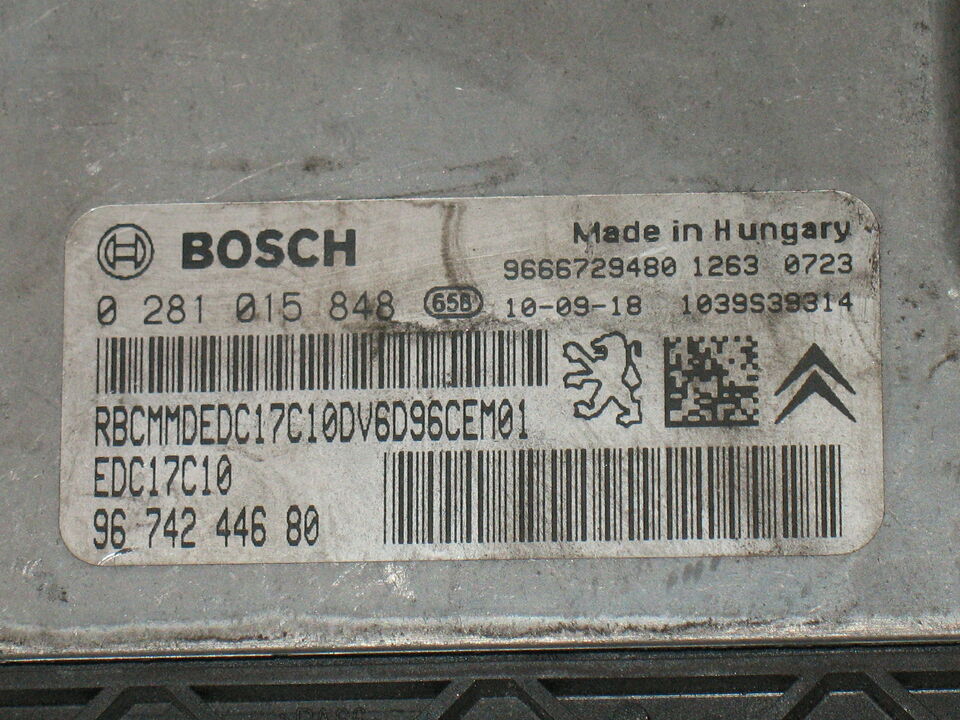 BOSCH
Made in Hungary
9666729480 1263 0723
0 281 015 848 658 10-09-18 1039S39314
RBCMMDEDC17C10DV6D96CEM01
EDC17C10
96 742 446 80